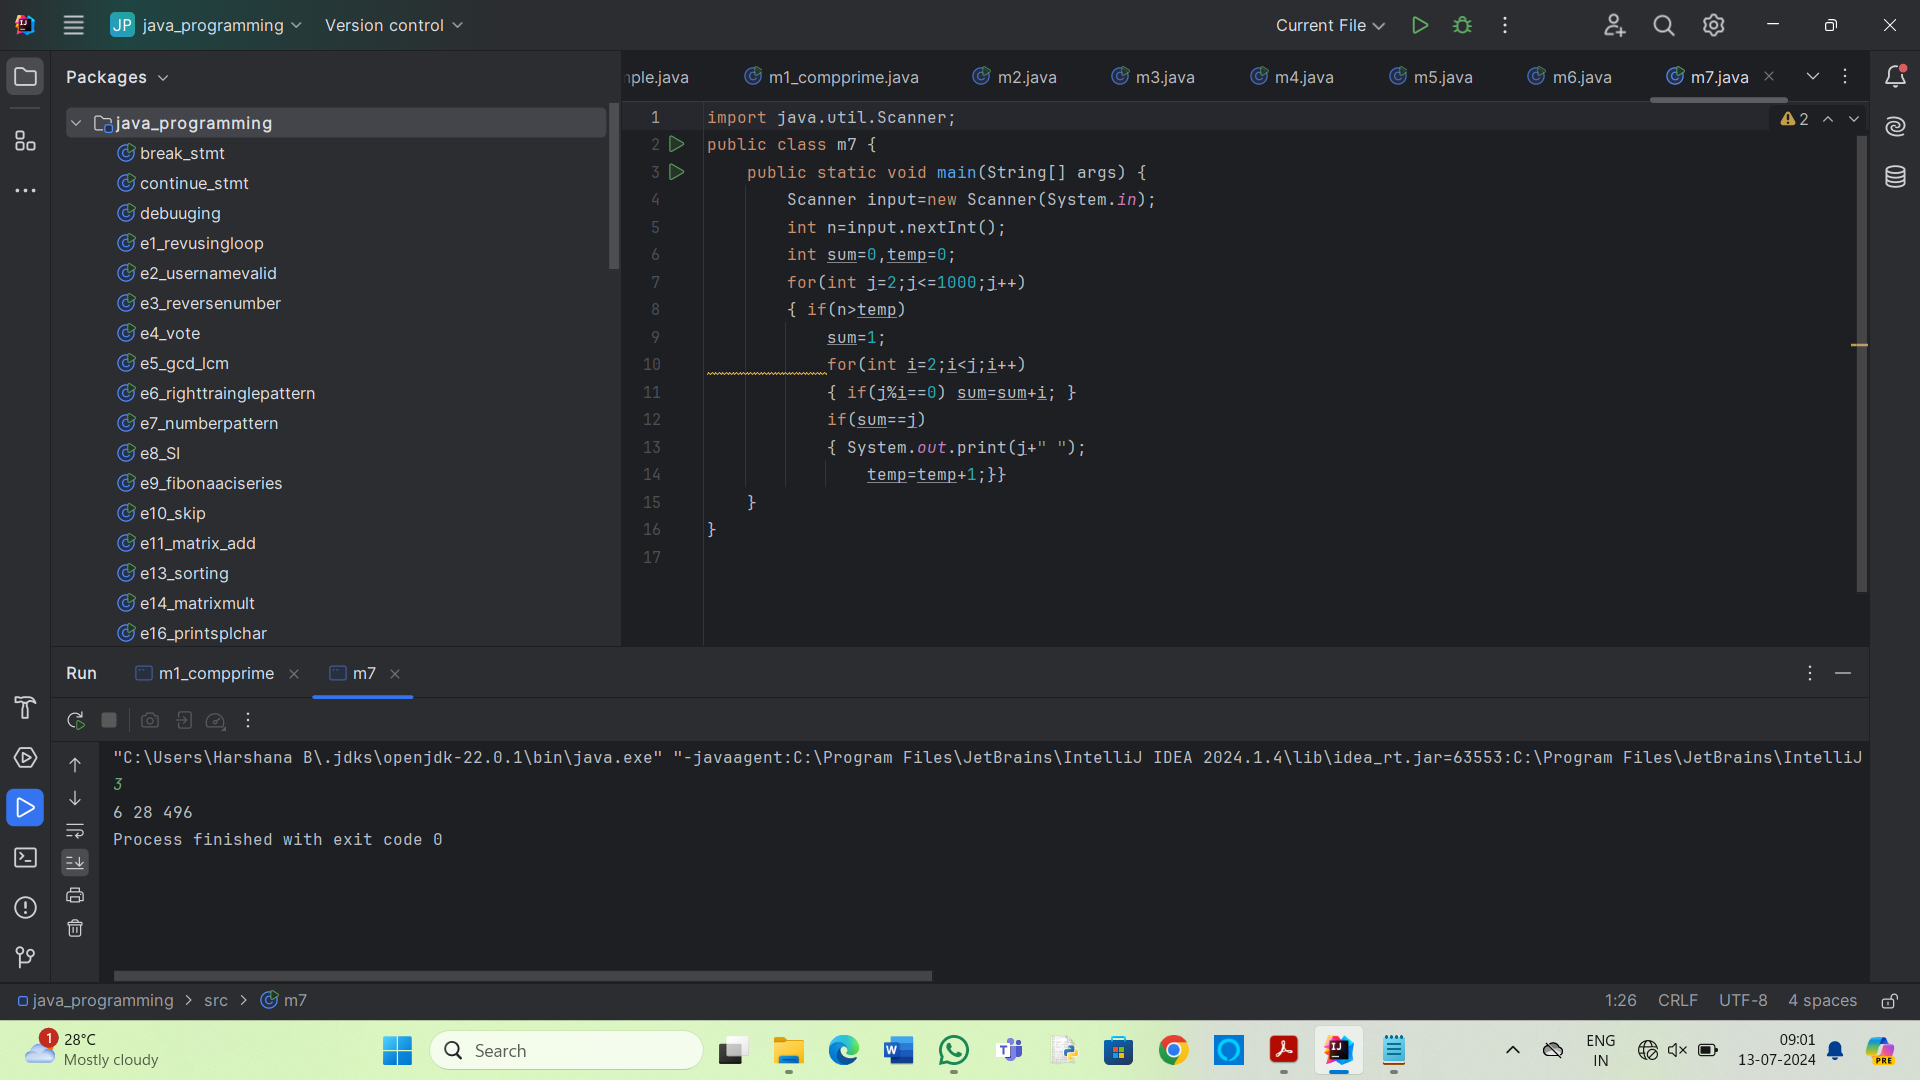 JP java_programming Version control Current File
Packages
nple.java m1_compprime.java m2.java m3.java m4.java m5.java m6.java m7.java
java_programming
break_stmt
continue_stmt
debuuging
e1_revusingloop
e2_usernamevalid
e3_reversenumber
e4_vote
e5_gcd_lcm
e6_righttrainglepattern
e7_numberpattern
e8_SI
e9_fibonaaciseries
e10_skip
e11_matrix_add
e13_sorting
e14_matrixmult
e16_printsplchar
1 import java.util.Scanner; 2
2 public class m7 {
3 public static void main(String[] args) {
4 Scanner input=new Scanner(System.in);
5 int n=input.nextInt();
6 int sum=0,temp=0;
7 for(int j=2;j<=1000;j++)
8 { if(n>temp)
9 sum=1;
10 for(int i=2;i<j;i++)
11 { if(j%i==0) sum=sum+i; }
12 if(sum==j)
13 { System.out.print(j+" ");
14 temp=temp+1;}}
15 }
16 }
17
Run m1_compprime m7
"C:\Users\Harshana B\.jdks\openjdk-22.0.1\bin\java.exe" "-javaagent:C:\Program Files\JetBrains\IntelliJ IDEA 2024.1.4\lib\idea_rt.jar=63553:C:\Program Files\JetBrains\IntelliJ
3
6 28 496
Process finished with exit code 0
java_programming > src > m7 1:26 CRLF UTF-8 4 spaces
1 28°C
Mostly cloudy
Search
ENG
IN
09:01
13-07-2024
PRE